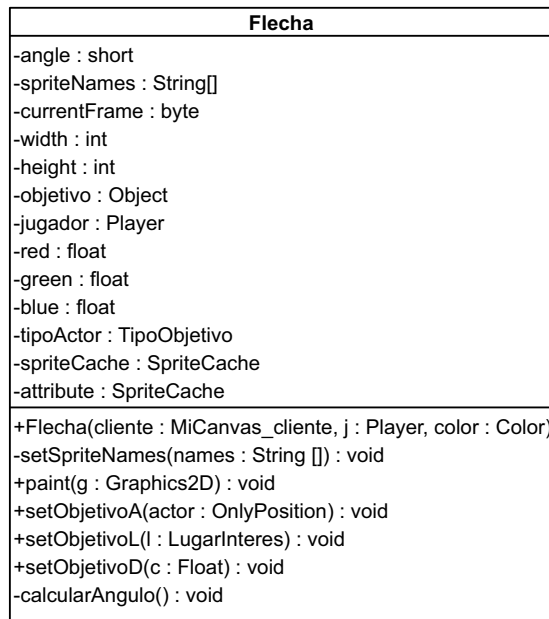 Flecha
-angle : short
-spriteNames : String[]
-currentFrame : byte
-width : int
-height : int
-objetivo : Object
-jugador : Player
-red : float
-green : float
-blue : float
-tipoActor : TipoObjetivo
-spriteCache : SpriteCache
-attribute : SpriteCache
+Flecha(cliente : MiCanvas_cliente, j : Player, color : Color)
-setSpriteNames(names : String []) : void
+paint(g : Graphics2D) : void
+setObjetivoA(actor : OnlyPosition) : void
+setObjetivoL(l : LugarInteres) : void
+setObjetivoD(c : Float) : void
-calcularAngulo() : void